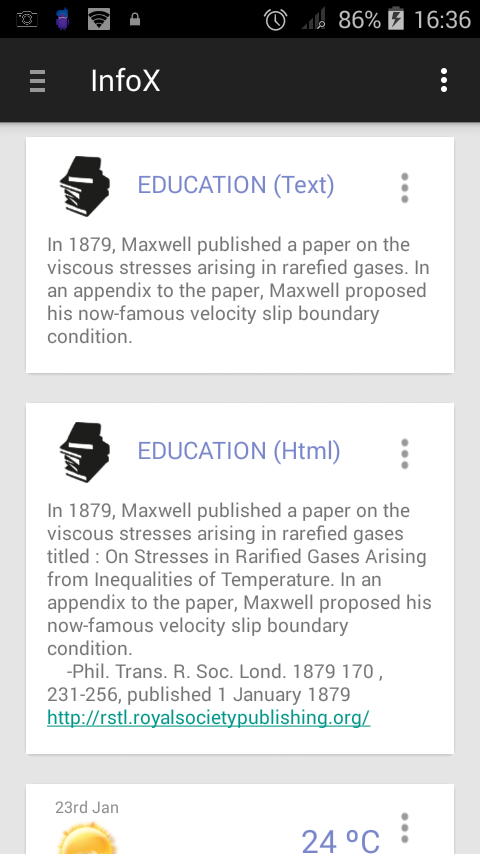 86% 16:36
InfoX
EDUCATION (Text)
In 1879, Maxwell published a paper on the
viscous stresses arising in rarefied gases. In
an appendix to the paper, Maxwell proposed
his now-famous velocity slip boundary
condition.
EDUCATION (Html)
In 1879, Maxwell published a paper on the
viscous stresses arising in rarefied gases
titled : On Stresses in Rarified Gases Arising
from Inequalities of Temperature. In an
appendix to the paper, Maxwell proposed his
now-famous velocity slip boundary
condition.
-Phil. Trans. R. Soc. Lond. 1879 170 ,
231-256, published 1 January 1879
http://rstl.royalsocietypublishing.org/
23rd Jan
24 ºC